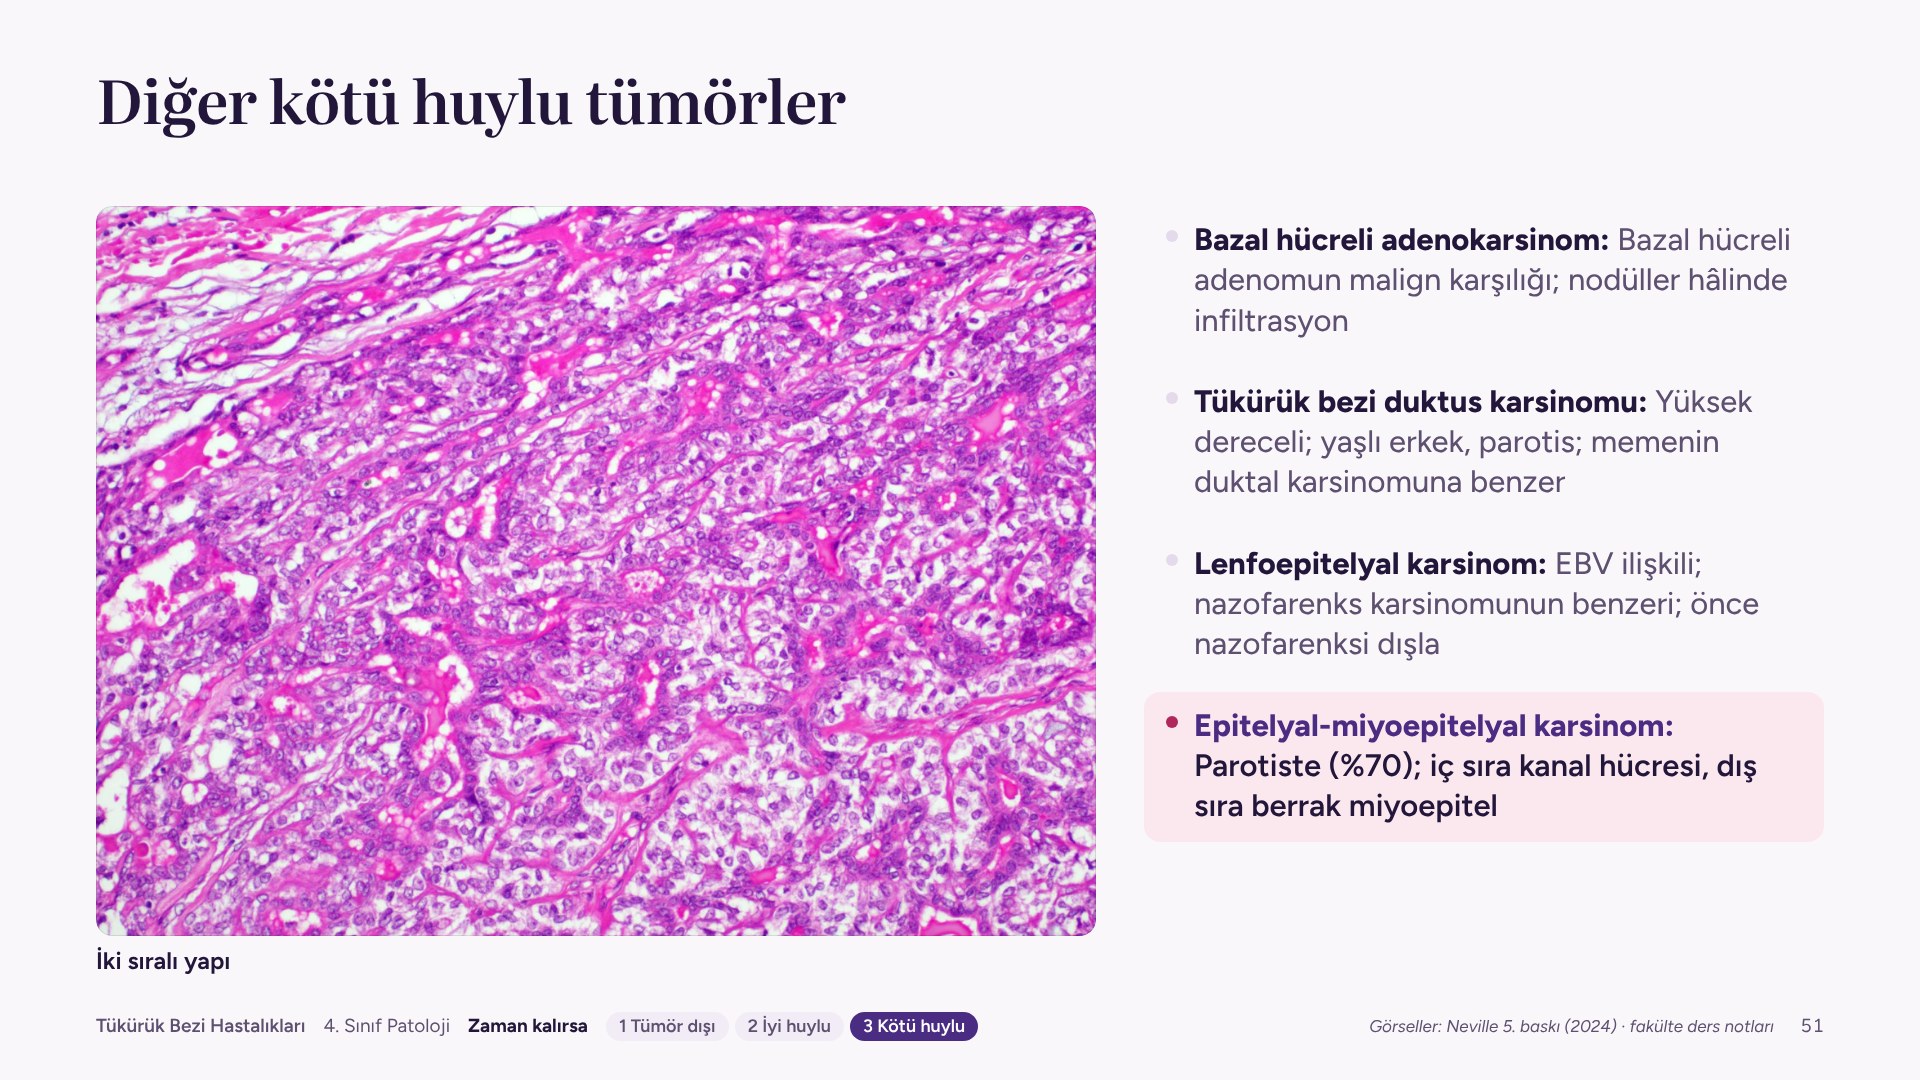 Diğer kötü huylu tümörler
Bazal hücreli adenokarsinom: Bazal hücreli
adenomun malign karşılığı; nodüller hâlinde
infiltrasyon
Tükürük bezi duktus karsinomu: Yüksek
dereceli; yaşlı erkek, parotis; memenin
duktal karsinomuna benzer
Lenfoepitelyal karsinom: EBV ilişkili;
nazofarenks karsinomunun benzeri; önce
nazofarenksi dışla
Epitelyal-miyoepitelyal karsinom:
Parotiste (%70); iç sıra kanal hücresi, dış
sıra berrak miyoepitel
İki sıralı yapı
Tükürük Bezi Hastalıkları 4. Sınıf Patoloji Zaman kalırsa 1 Tümör dışı 2 İyi huylu 3 Kötü huylu
Görseller: Neville 5. baskı (2024) · fakülte ders notları 51